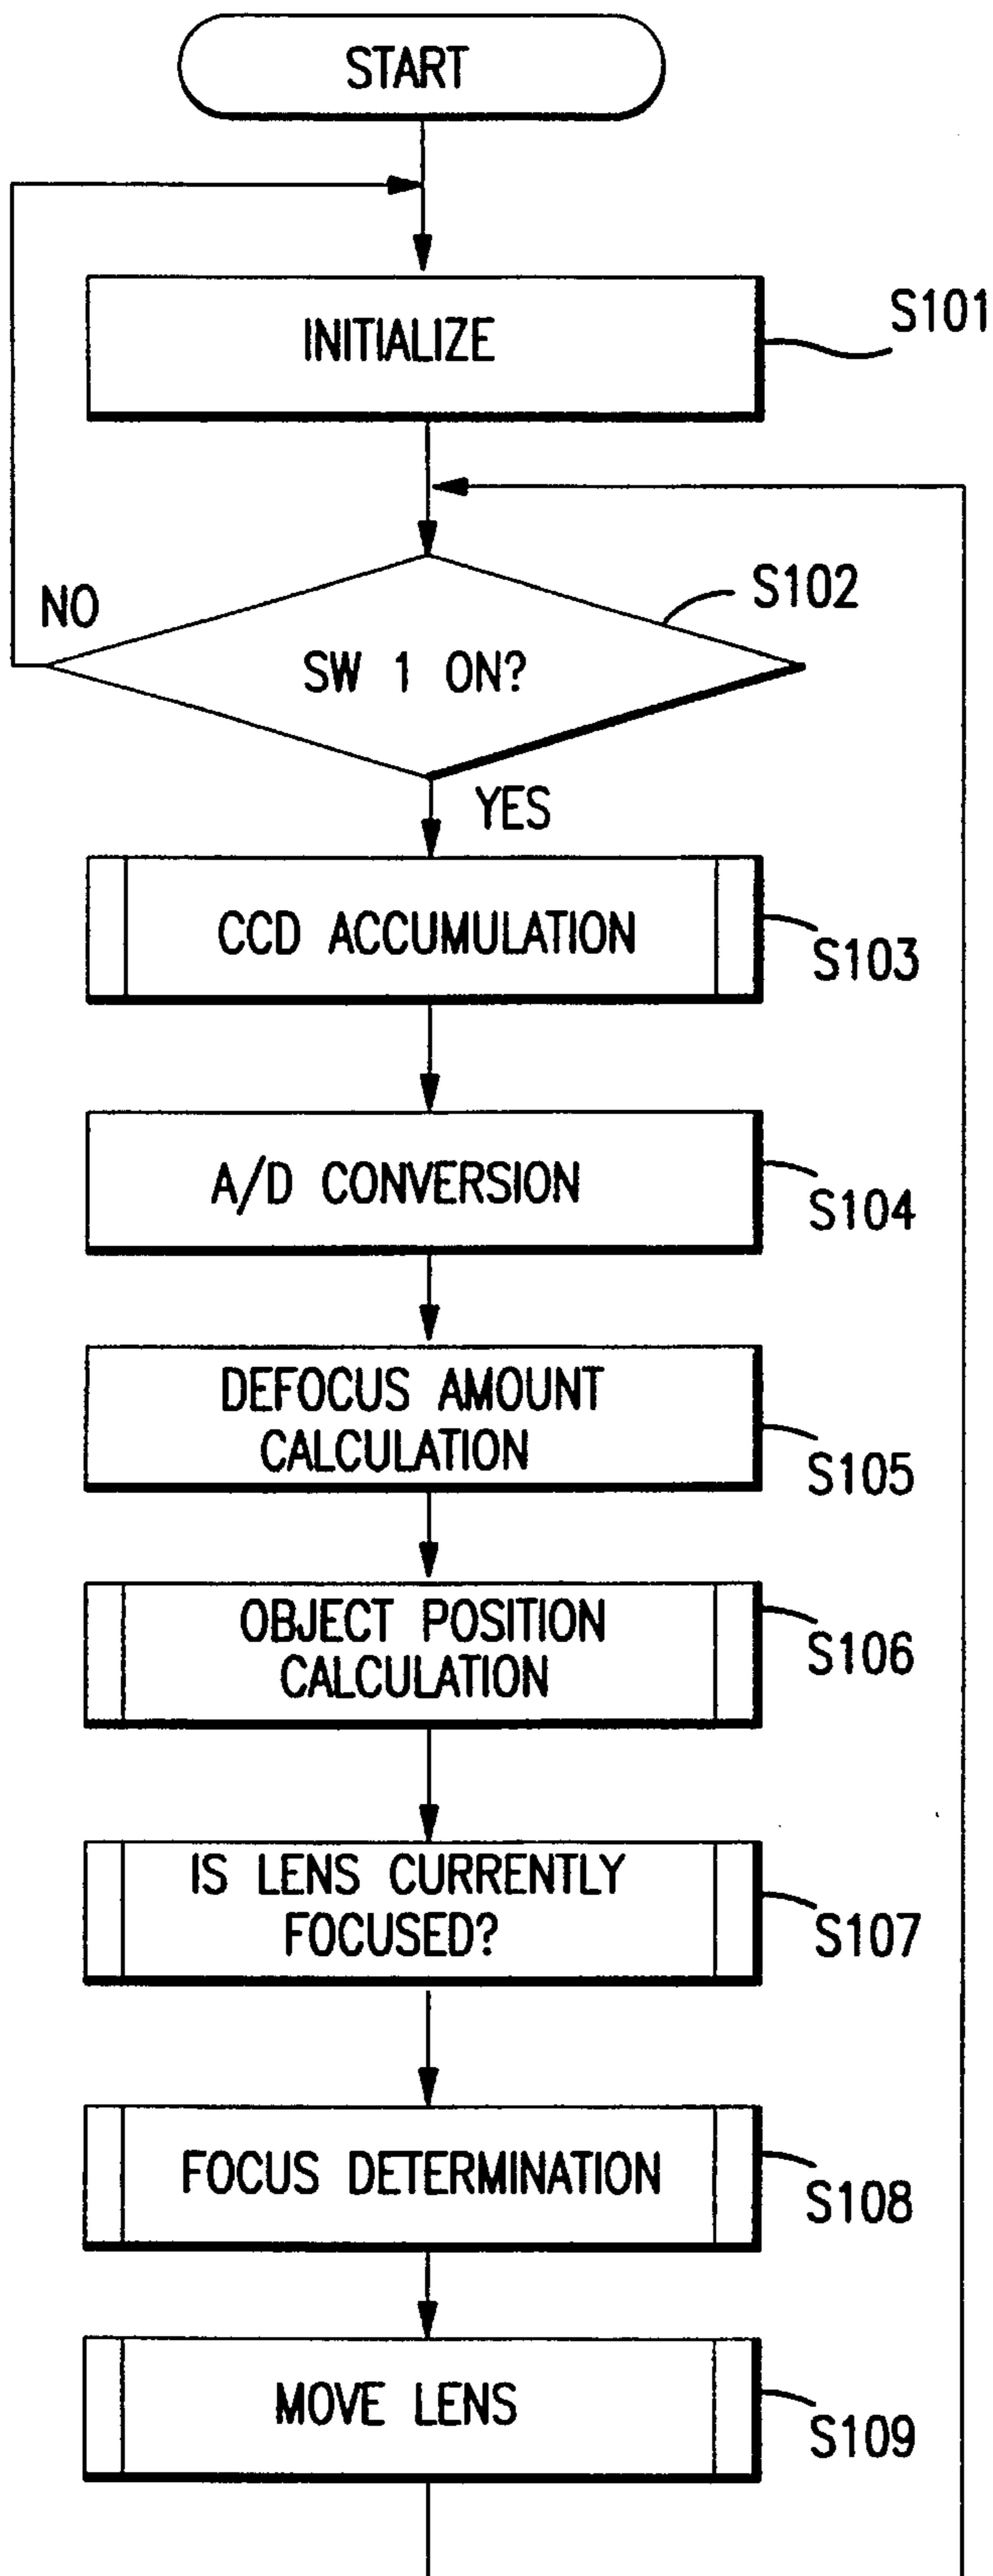 START
INITIALIZE
S101
NO
S102
SW 1 ON?
YES
CCD ACCUMULATION
S103
A/D CONVERSION
S104
DEFOCUS AMOUNT
CALCULATION
S105
OBJECT POSITION
CALCULATION
S106
IS LENS CURRENTLY
FOCUSED?
S107
FOCUS DETERMINATION
S108
MOVE LENS
S109